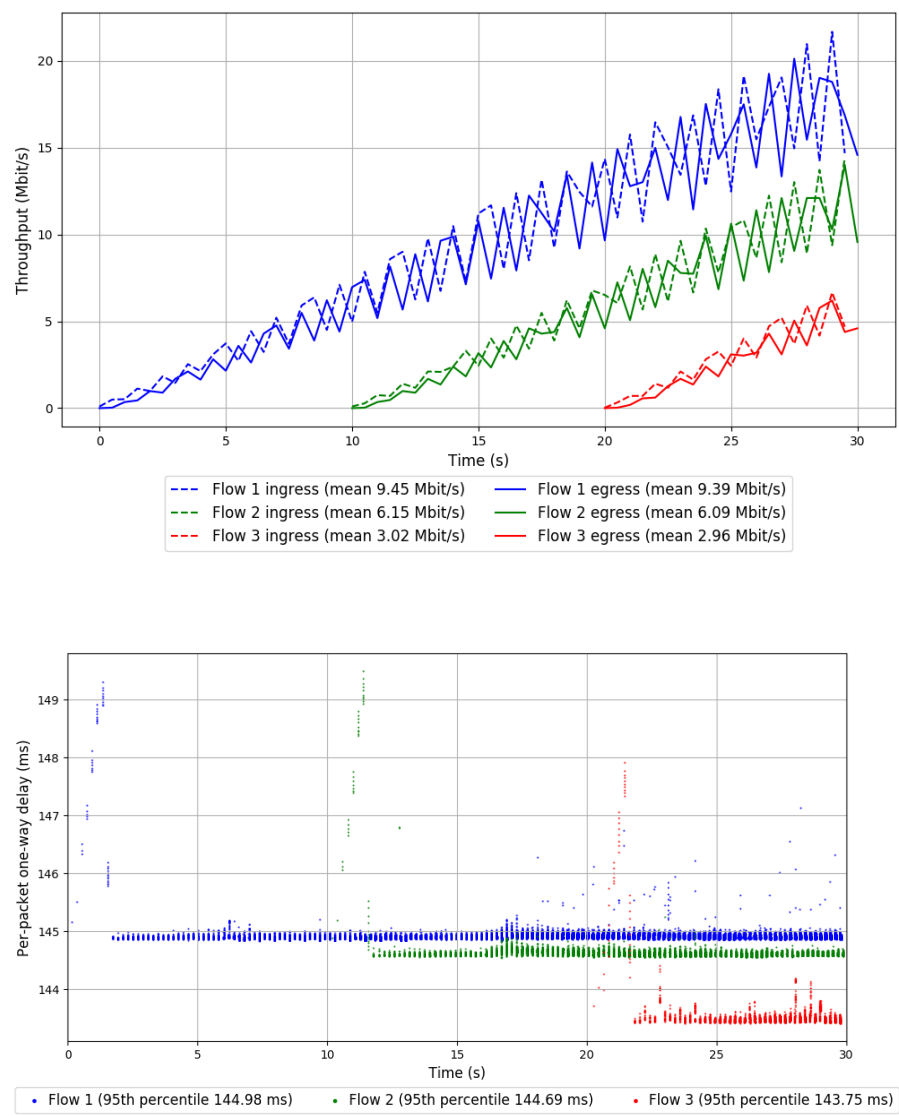 Throughput (Mbit/s)
20
15
10
5
0
0 5 10 15 20 25 30
Time (s)
Flow 1 ingress (mean 9.45 Mbit/s) Flow 1 egress (mean 9.39 Mbit/s)
Flow 2 ingress (mean 6.15 Mbit/s) Flow 2 egress (mean 6.09 Mbit/s)
Flow 3 ingress (mean 3.02 Mbit/s) Flow 3 egress (mean 2.96 Mbit/s)
Per-packet one-way delay (ms)
149
148
147
146
145
144
0 5 10 15 20 25 30
Time (s)
Flow 1 (95th percentile 144.98 ms) Flow 2 (95th percentile 144.69 ms) Flow 3 (95th percentile 143.75 ms)